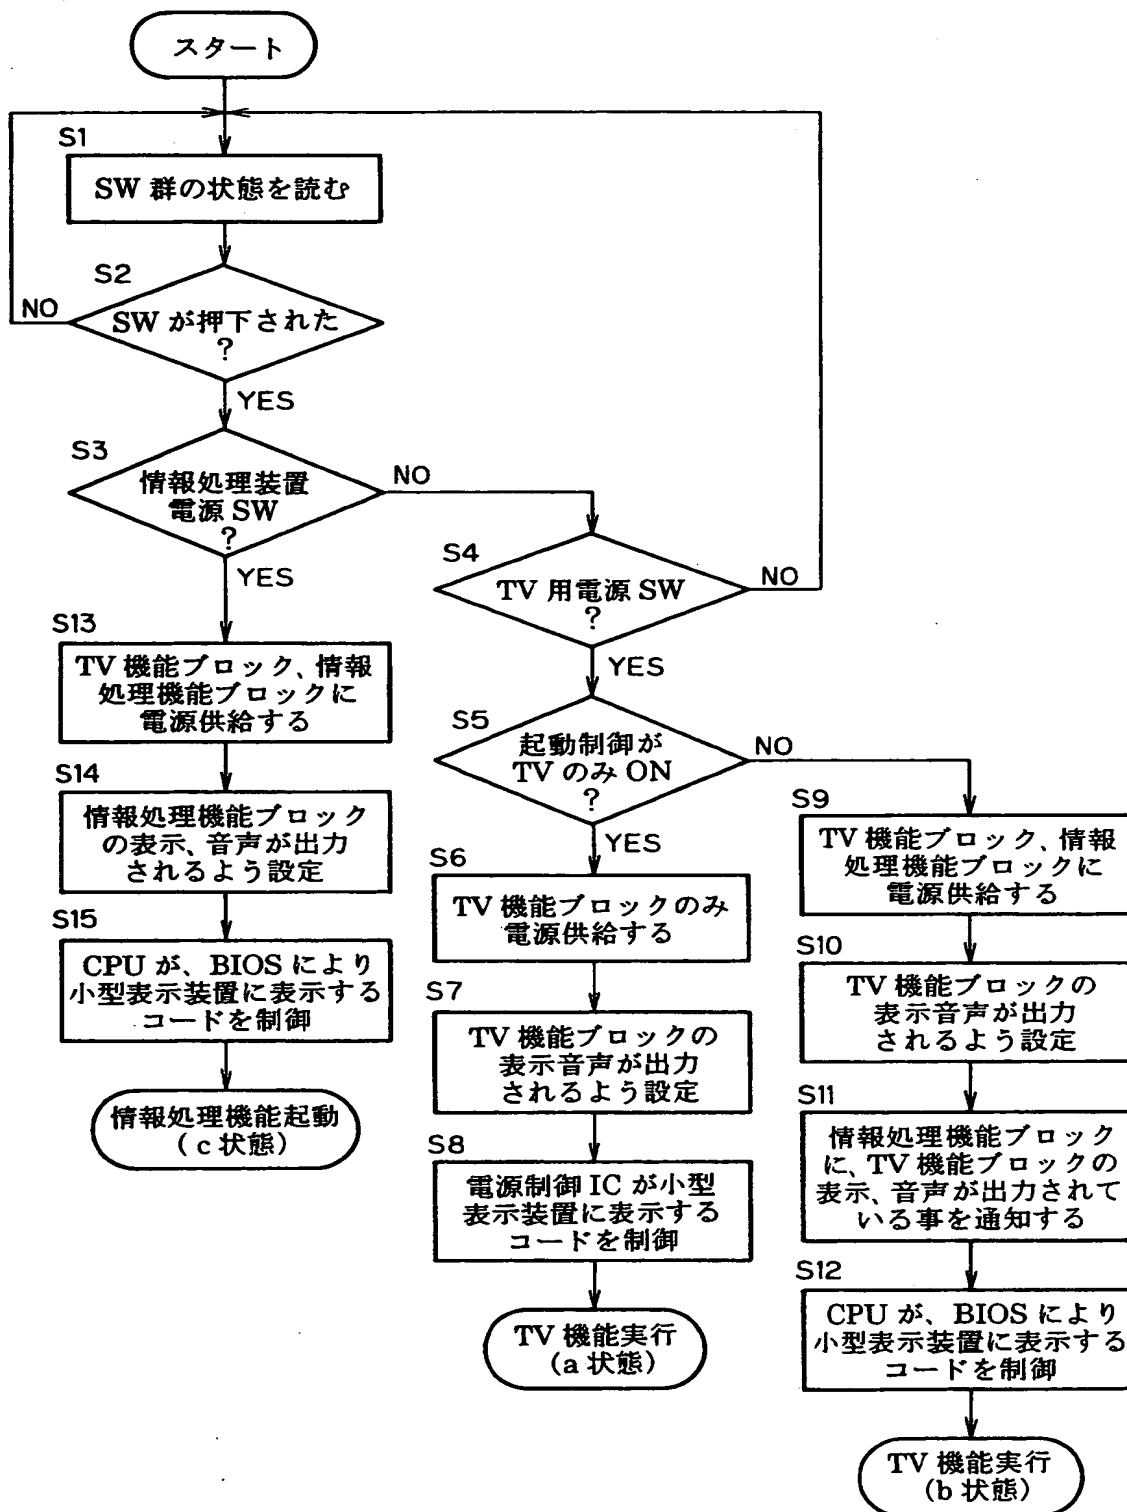 スタート
S1
SW 群の状態を読む
S2
SW が押下された
?
NO
YES
S3
情報処理装置
電源 SW
?
NO
YES
S4
TV 用電源 SW
?
NO
YES
S5
起動制御が
TV のみ ON
?
NO
YES
S13
TV 機能ブロック、情報
処理機能ブロックに
電源供給する
S14
情報処理機能ブロック
の表示、音声が出力
されるよう設定
S15
CPU が、BIOS により
小型表示装置に表示する
コードを制御
情報処理機能起動
(c 状態)
S6
TV 機能ブロックのみ
電源供給する
S7
TV 機能ブロックの
表示音声が出力
されるよう設定
S8
電源制御 IC が小型
表示装置に表示する
コードを制御
TV 機能実行
(a 状態)
S9
TV 機能ブロック、情報
処理機能ブロックに
電源供給する
S10
TV 機能ブロックの
表示音声が出力
されるよう設定
S11
情報処理機能ブロック
に、TV 機能ブロックの
表示、音声が出力されて
いる事を通知する
S12
CPU が、BIOS により
小型表示装置に表示する
コードを制御
TV 機能実行
(b 状態)